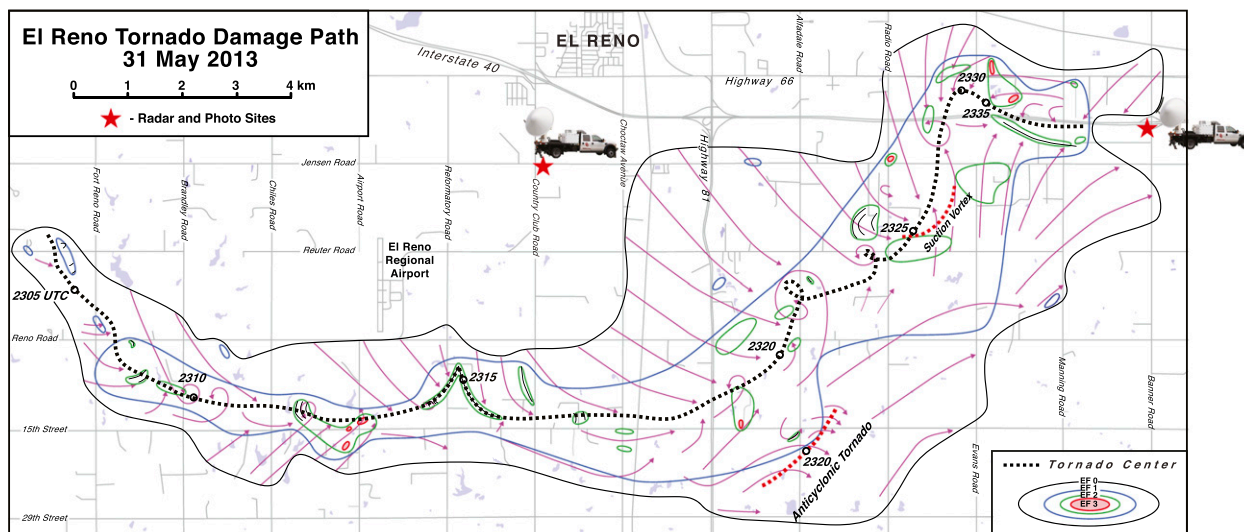 El Reno Tornado Damage Path
31 May 2013
0 1 2 3 4 km
- Radar and Photo Sites
EL RENO
Interstate 40
Highway 66
Alfadale Road
Radio Road
2330
2335
Jensen Road
Fort Reno Road
Brandley Road
Chiles Road
Airport Road
Reformatory Road
Country Club Road
Choctaw Avenue
Highway 81
2325
Suction Vortex
Reuter Road
El Reno
Regional
Airport
2305 UTC
Reno Road
2310
2315
2320
Manning Road
Banner Road
15th Street
2320
Anticyclonic Tornado
Evans Road
29th Street
Tornado Center
EF 0
EF 1
EF 2
EF 3